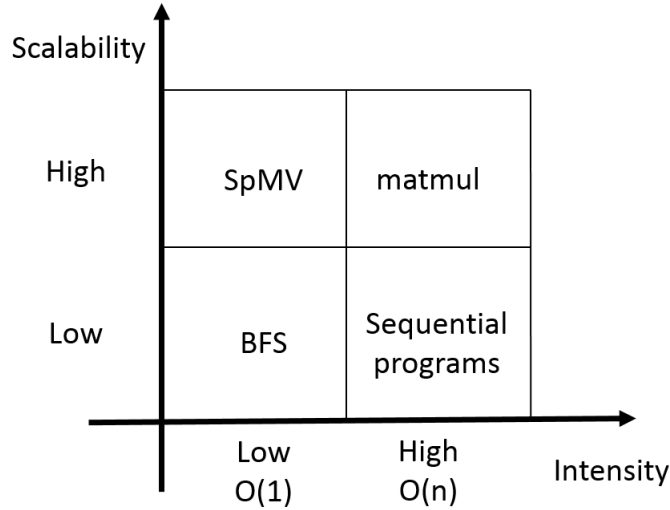 Scalability
High
SpMV
matmul
Low
BFS
Sequential
programs
Low
O(1)
High
O(n)
Intensity